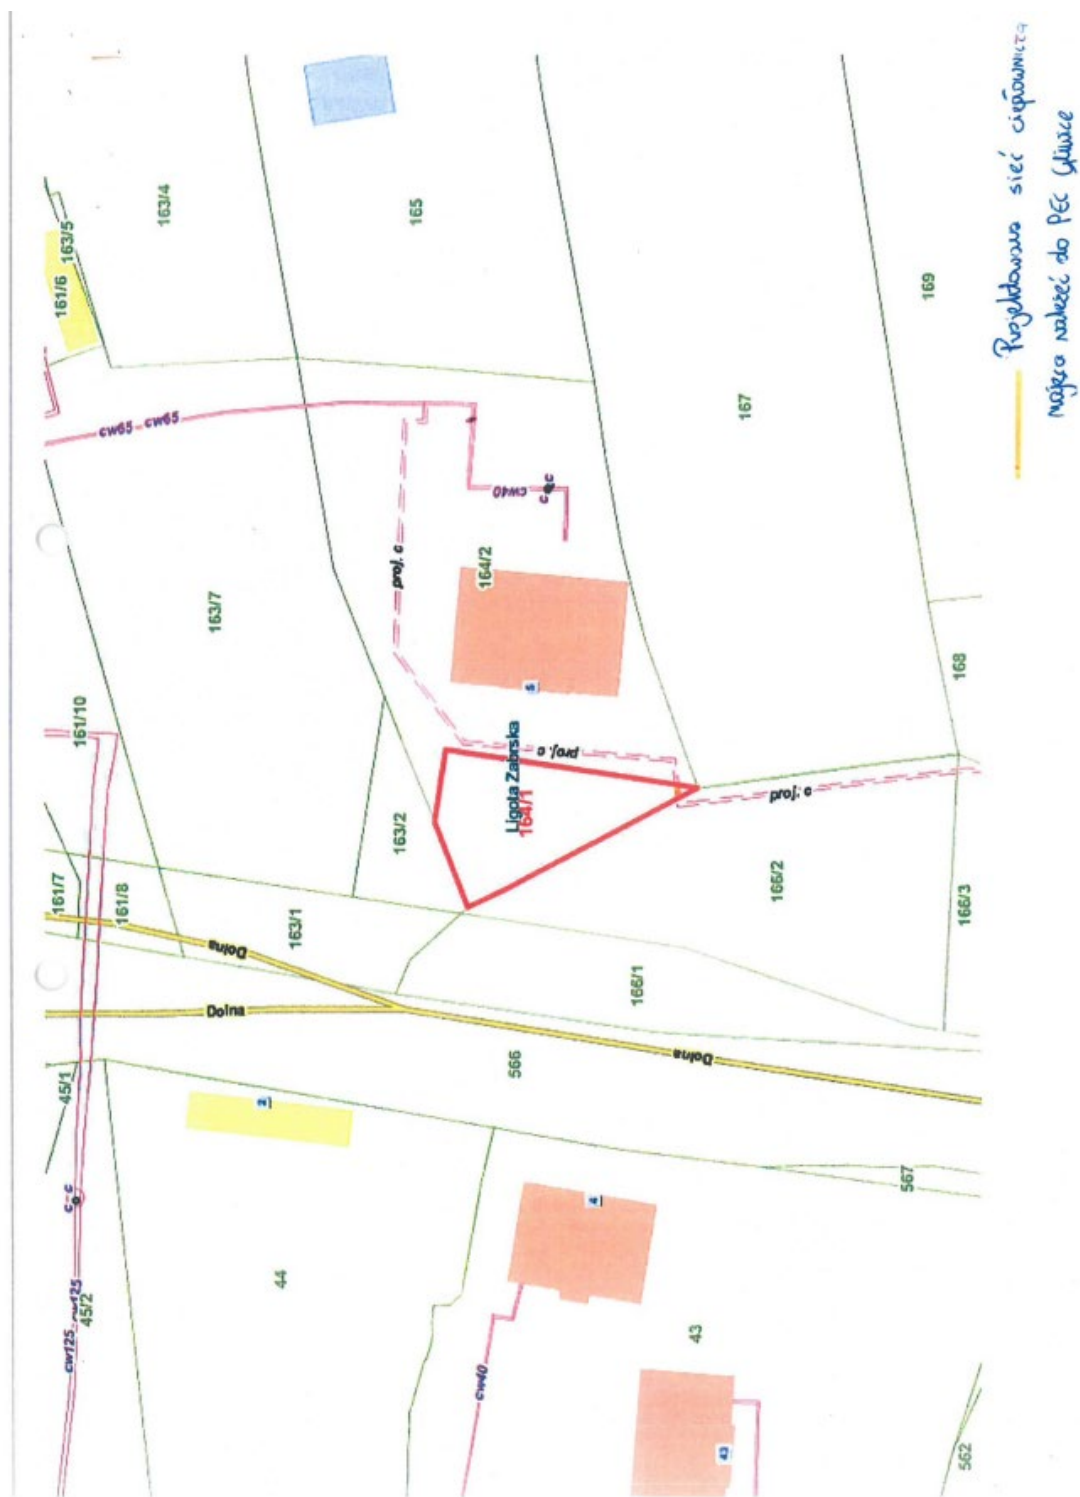 163/4
165
163/5
161/6
169
167
cw65
cw65
cw40
c
c
proj. c
164/2
163/7
168
5
161/10
Ligota Zabrska
164/1
proj. c
proj. c
163/2
166/2
166/3
161/7
161/8
163/1
Dolna
Dolna
Dolna
166/1
566
45/1
2
567
c
c
4
44
cw125
cw125
45/2
43
cw40
43
562
Projektowana sieć ciepłownicza
mająca należeć do PEC Gliwice